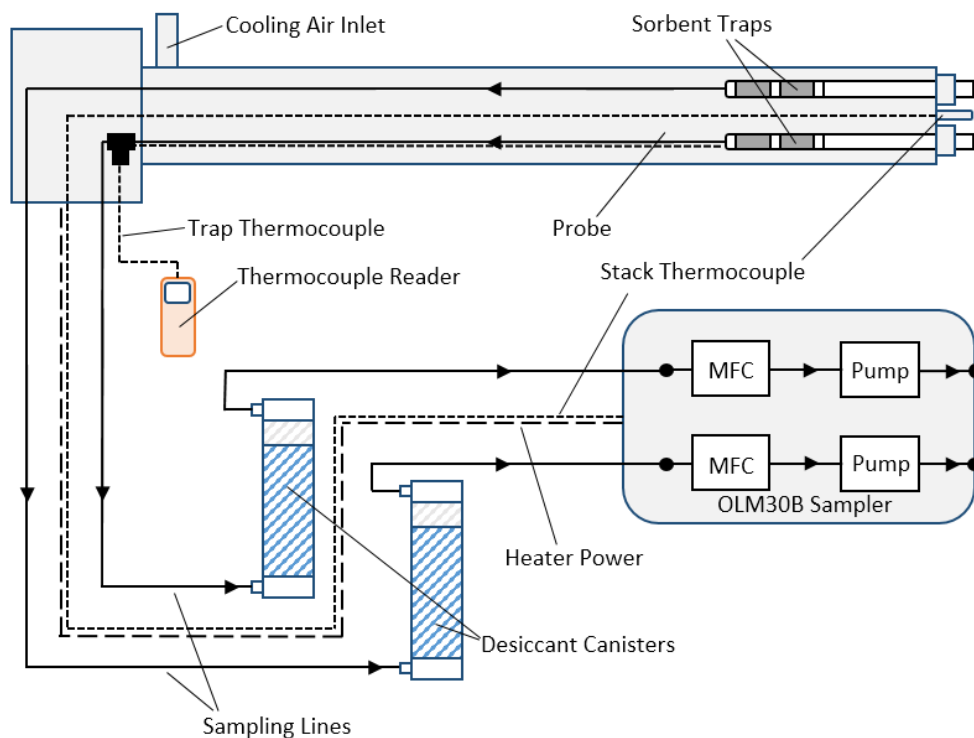 Cooling Air Inlet
Sorbent Traps
Trap Thermocouple
Probe
Thermocouple Reader
Stack Thermocouple
MFC
Pump
MFC
Pump
OLM30B Sampler
Heater Power
Desiccant Canisters
Sampling Lines